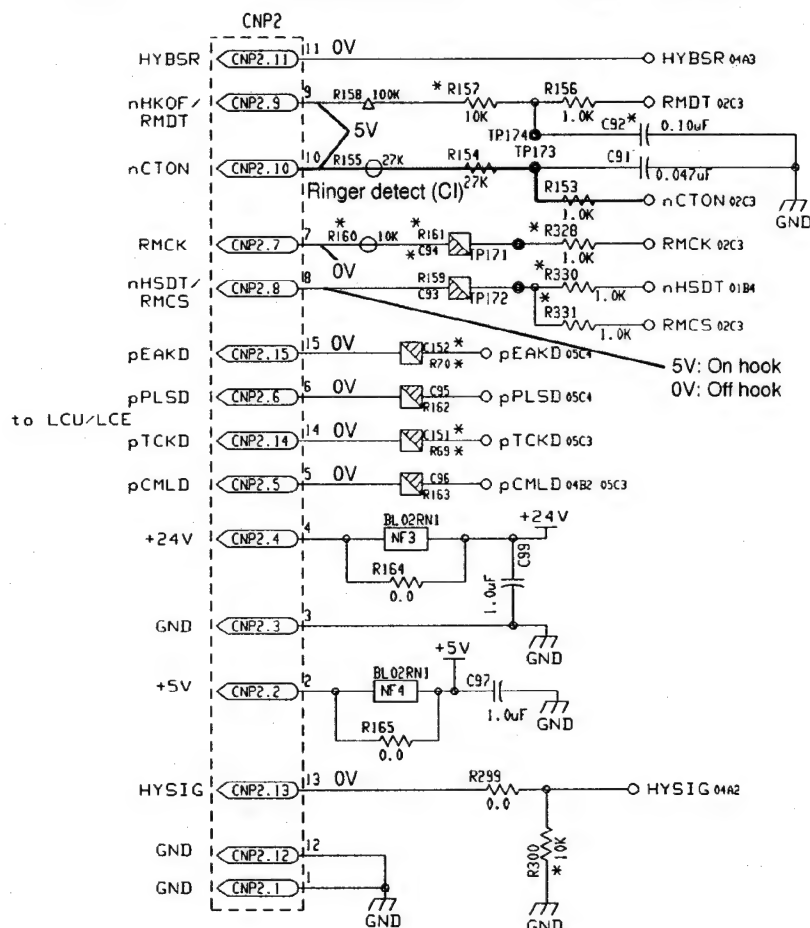 CNP2
HYBSR CNP2.11 11 0V HYBSR 04A3
nHKOF/
RMDT CNP2.9 9 R158 100K * R157 10K R156 1.0K RMDT 02C3
5V
TP174 C92 * 0.10uF
nCTON CNP2.10 10 R155 27K R154 27K TP173 C91 0.047uF
Ringer detect (CI)
R153 1.0K nCTON 02C3
GND
RMCK CNP2.7 7 * R160 10K * R161 * C94 TP171 * R328 1.0K RMCK 02C3
0V
nHSDT/
RMCS CNP2.8 8 R159 C93 TP172 * R330 1.0K nHSDT 01B4
* R331 1.0K RMCS 02C3
5V: On hook
0V: Off hook
pEAKD CNP2.15 15 0V C152 * R70 * pEAKD 05C4
pPLSD CNP2.6 6 0V C95 R162 pPLSD 05C4
to LCU/LCE
pTCKD CNP2.14 14 0V C151 * R69 * pTCKD 05C3
pCMLD CNP2.5 5 0V C96 R163 pCMLD 04B2 05C3
+24V CNP2.4 4 BL02RN1 NF3 +24V
R164 0.0 C99 1.0uF
GND CNP2.3 3 GND
+5V CNP2.2 2 BL02RN1 NF4 +5V C97 1.0uF GND
R165 0.0
HYSIG CNP2.13 13 0V R299 0.0 HYSIG 04A2
R300 * 10K
GND CNP2.12 12
GND CNP2.1 1
GND GND